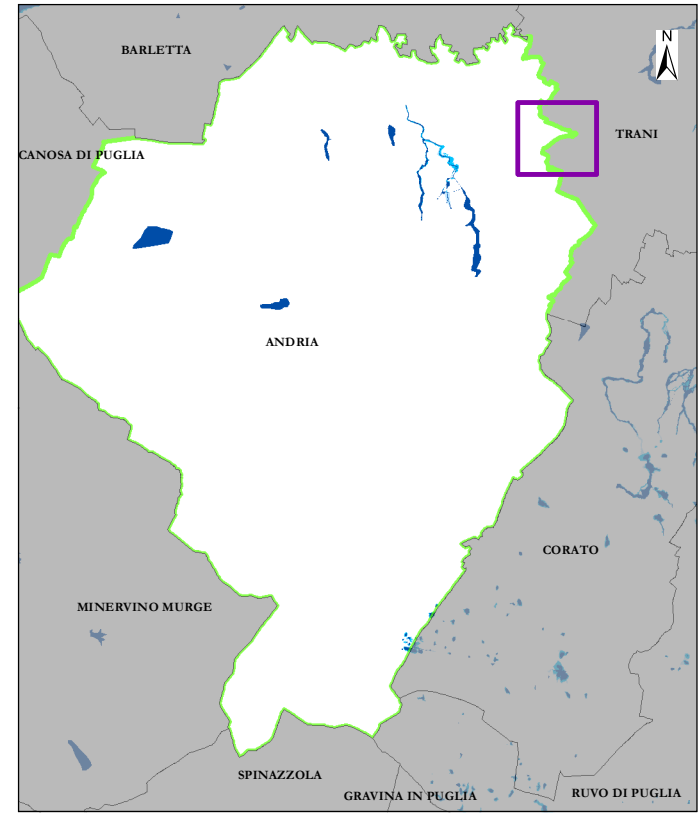 N
BARLETTA
TRANI
CANOSA DI PUGLIA
ANDRIA
CORATO
MINERVINO MURGE
SPINAZZOLA
GRAVINA IN PUGLIA
RUVO DI PUGLIA